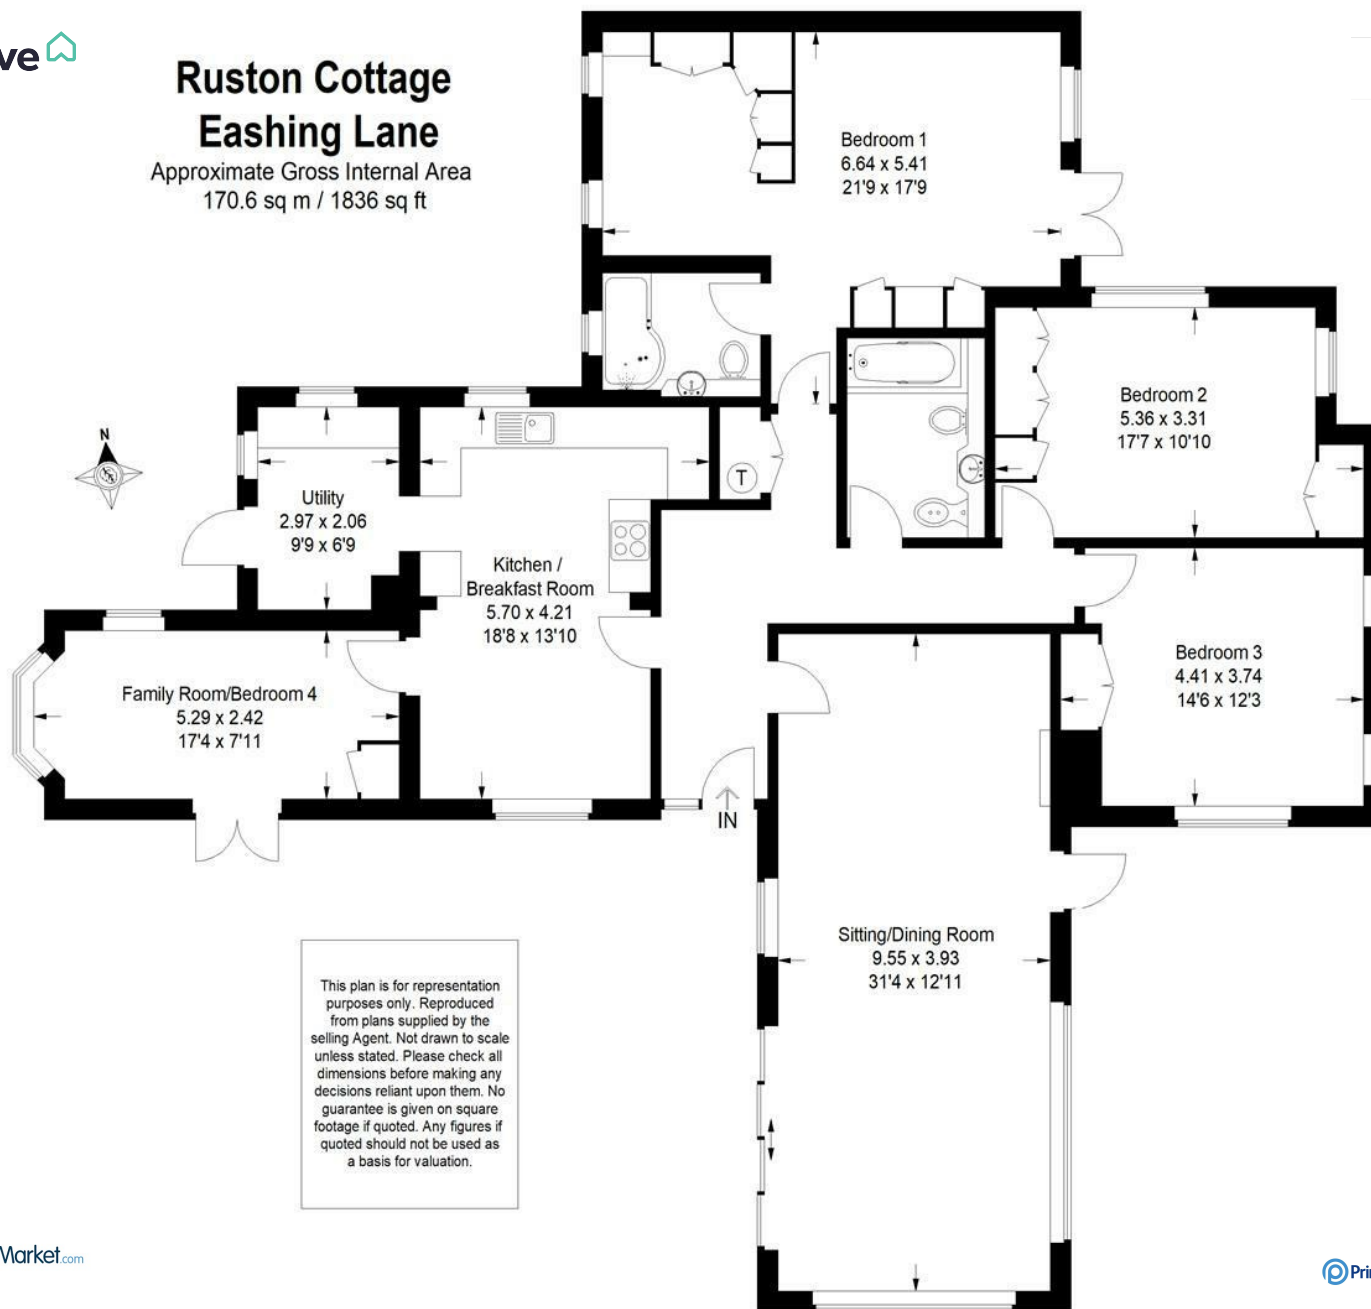 ve
Ruston Cottage
Eashing Lane
Approximate Gross Internal Area
170.6 sq m / 1836 sq ft
Bedroom 1
6.64 x 5.41
21'9 x 17'9
Bedroom 2
5.36 x 3.31
17'7 x 10'10
N
T
Utility
2.97 x 2.06
9'9 x 6'9
Kitchen /
Breakfast Room
5.70 x 4.21
18'8 x 13'10
Bedroom 3
4.41 x 3.74
14'6 x 12'3
Family Room/Bedroom 4
5.29 x 2.42
17'4 x 7'11
IN
Sitting/Dining Room
9.55 x 3.93
31'4 x 12'11
This plan is for representation
purposes only. Reproduced
from plans supplied by the
selling Agent. Not drawn to scale
unless stated. Please check all
dimensions before making any
decisions reliant upon them. No
guarantee is given on square
footage if quoted. Any figures if
quoted should not be used as
a basis for valuation.
Market.com
Pri